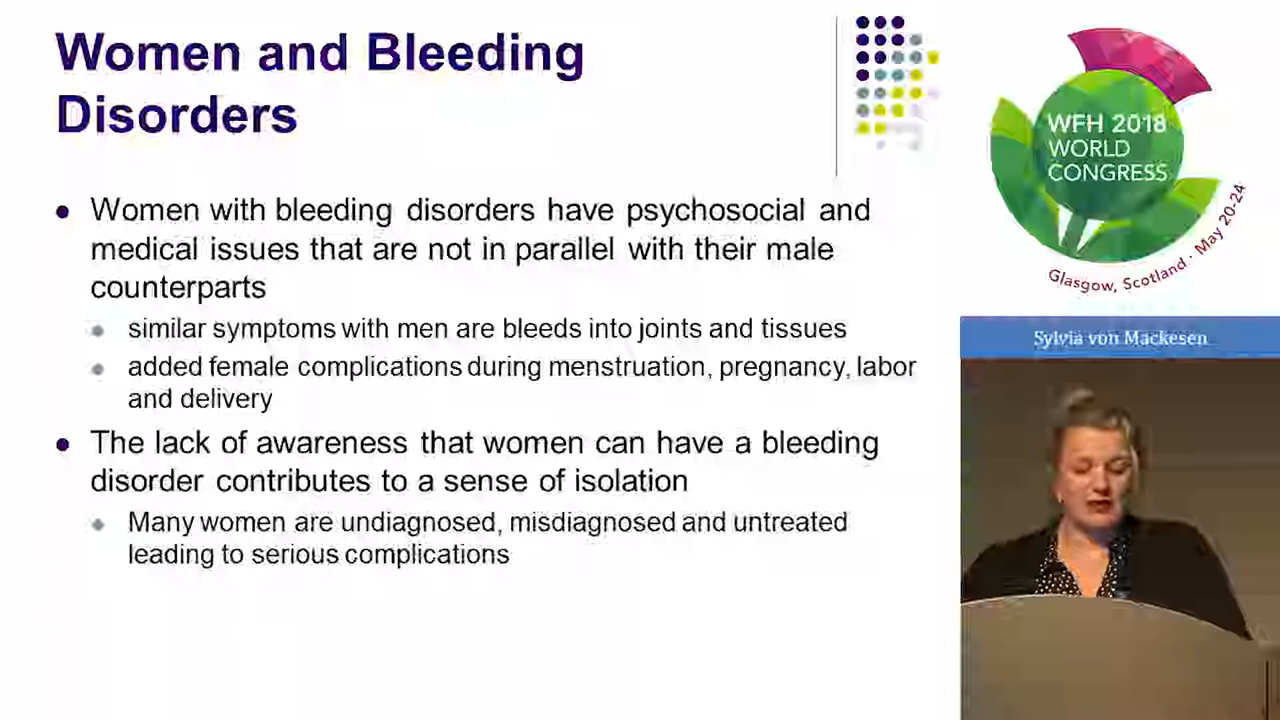 Women and Bleeding
Disorders
• Women with bleeding disorders have psychosocial and
medical issues that are not in parallel with their male
counterparts
• similar symptoms with men are bleeds into joints and tissues
• added female complications during menstruation, pregnancy, labor
and delivery
• The lack of awareness that women can have a bleeding
disorder contributes to a sense of isolation
• Many women are undiagnosed, misdiagnosed and untreated
leading to serious complications
WFH 2018
WORLD
CONGRESS
Glasgow, Scotland · May 20-24
Sylvia von Mackesen